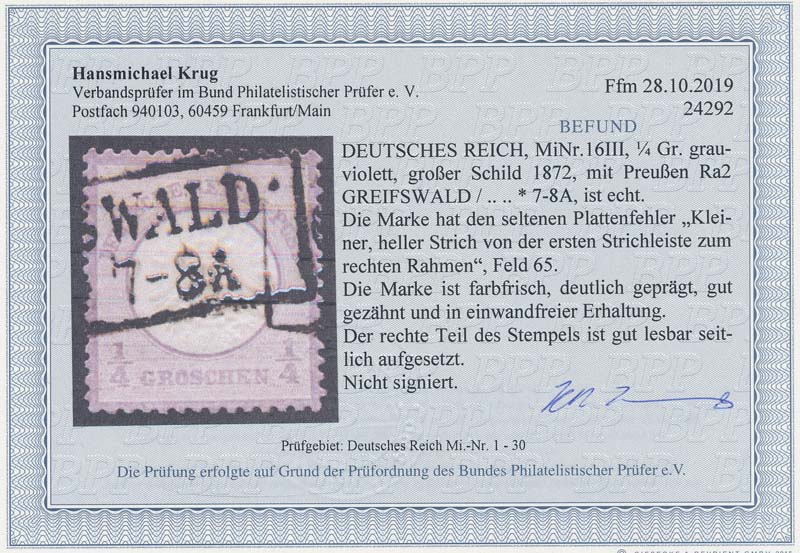 Hansmichael Krug
Verbandsprüfer im Bund Philatelistischer Prüfer e. V.
Postfach 940103, 60459 Frankfurt/Main
Ffm 28.10.2019
24292
BEFUND
DEUTSCHES REICH, MiNr.16III, ¼ Gr. grau-
violett, großer Schild 1872, mit Preußen Ra2
GREIFSWALD / .. .. * 7-8A, ist echt.
Die Marke hat den seltenen Plattenfehler „Klei-
ner, heller Strich von der ersten Strichleiste zum
rechten Rahmen“, Feld 65.
Die Marke ist farbfrisch, deutlich geprägt, gut
gezähnt und in einwandfreier Erhaltung.
Der rechte Teil des Stempels ist gut lesbar seit-
lich aufgesetzt.
Nicht signiert.
WALD
7-8A
1/4 GROSCHEN 1/4
Prüfgebiet: Deutsches Reich Mi.-Nr. 1 - 30
Die Prüfung erfolgte auf Grund der Prüfordnung des Bundes Philatelistischer Prüfer e.V.